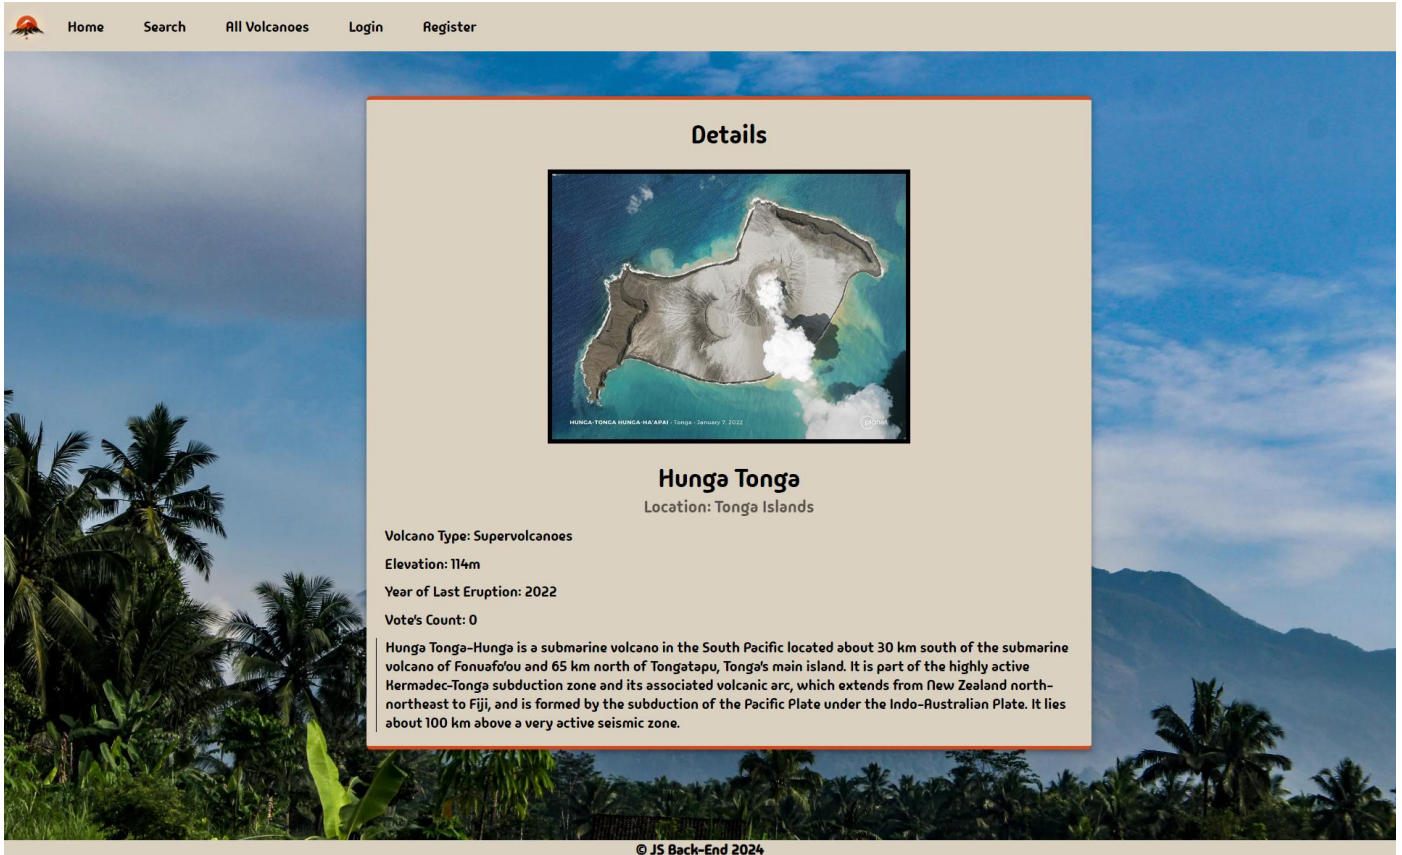 Home Search All Volcanoes Login Register
Details
HUNGA-TONGA HUNGA-HA'APAI - Tonga - January 7, 2022
planet
Hunga Tonga
Location: Tonga Islands
Volcano Type: Supervolcanoes
Elevation: 114m
Year of Last Eruption: 2022
Vote's Count: 0
Hunga Tonga-Hunga is a submarine volcano in the South Pacific located about 30 km south of the submarine
volcano of Fonuafo'ou and 65 km north of Tongatapu, Tonga's main island. It is part of the highly active
Kermadec-Tonga subduction zone and its associated volcanic arc, which extends from New Zealand north-
northeast to Fiji, and is formed by the subduction of the Pacific Plate under the Indo-Australian Plate. It lies
about 100 km above a very active seismic zone.
© JS Back-End 2024